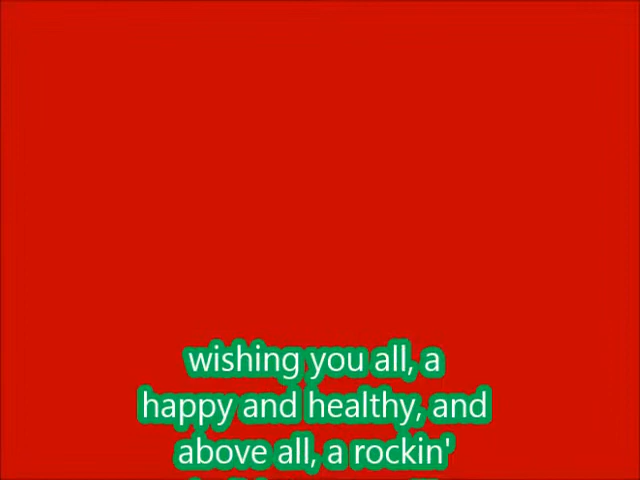 wishing you all, a
happy and healthy, and
above all, a rockin'